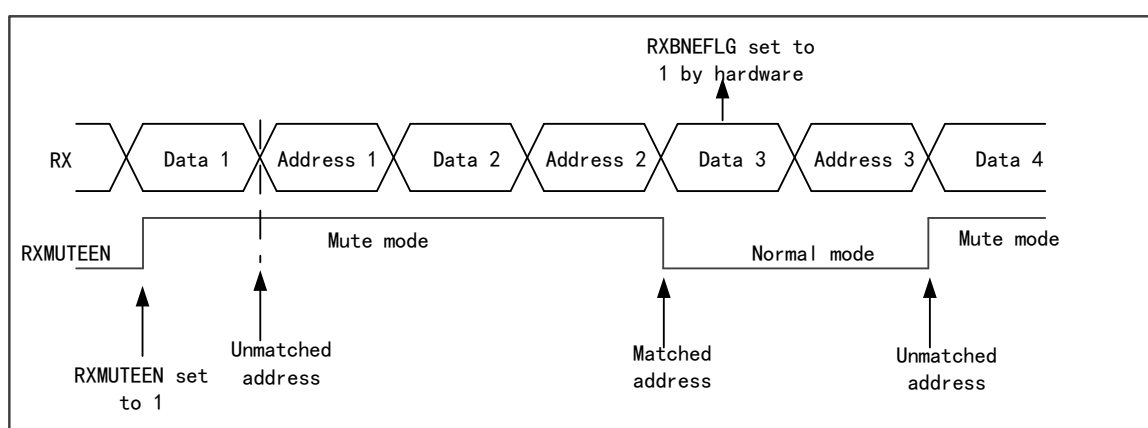 RXBNEFLG set to
1 by hardware
RX
Data 1
Address 1
Data 2
Address 2
Data 3
Address 3
Data 4
RXMUTEEN
Mute mode
Normal mode
Mute mode
RXMUTEEN set
to 1
Unmatched
address
Matched
address
Unmatched
address